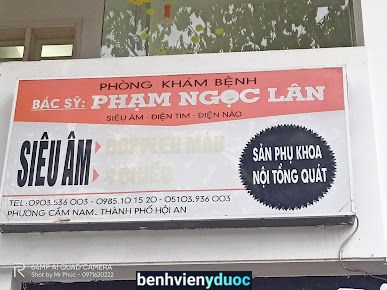 PHÒNG KHÁM BỆNH
BÁC SỸ: PHẠM NGỌC LÂN
SIÊU ÂM - ĐIỆN TIM - ĐIỆN NÃO
SIÊU ÂM
DOPPLER MÀU
SẢN PHỤ KHOA
NỘI TỔNG QUÁT
TEL: 0903.536 003 - 0985.10 15 20 - 05103.936 003
PHƯỜNG CẨM NAM - THÀNH PHỐ HỘI AN
64MP AI QUAD CAMERA
Shot by Mr Phúc - 0971620222
benhvienyduoc